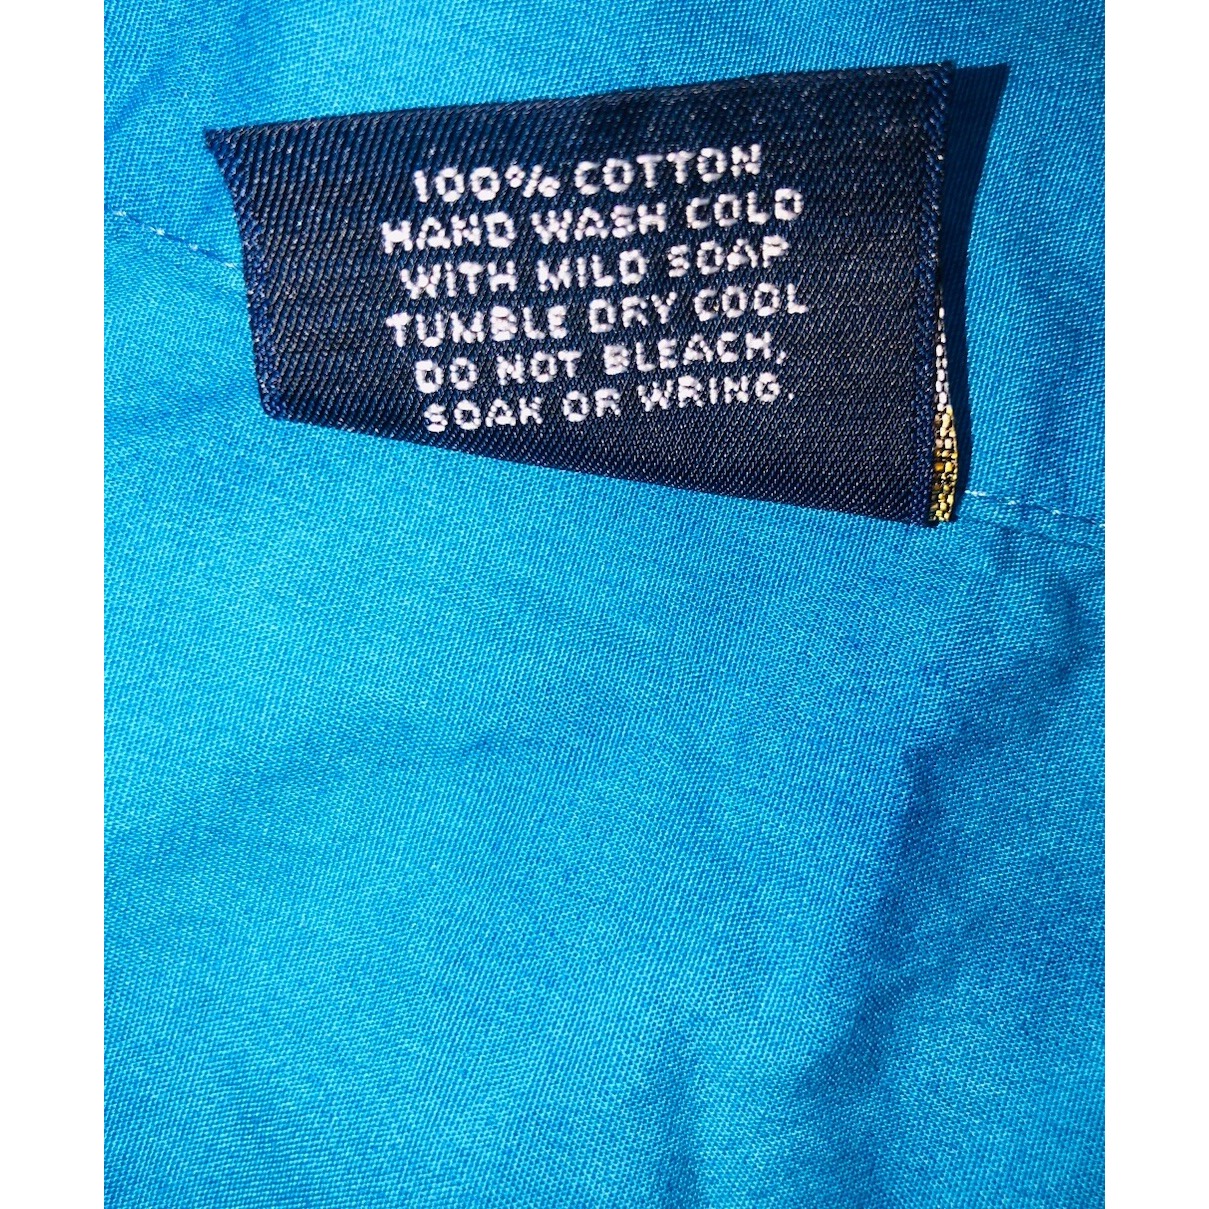 100% COTTON
HAND WASH COLD
WITH MILD SOAP
TUMBLE DRY COOL
DO NOT BLEACH,
SOAK OR WRING.